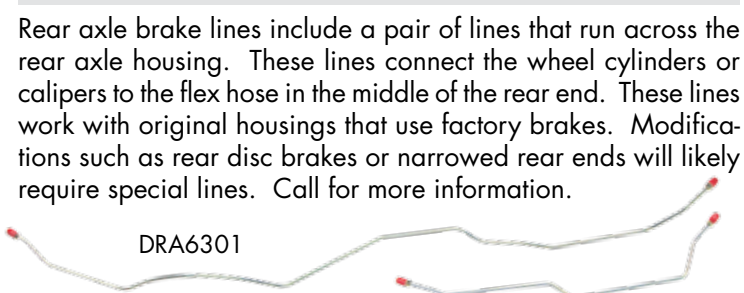 Rear axle brake lines include a pair of lines that run across the
rear axle housing.  These lines connect the wheel cylinders or
calipers to the flex hose in the middle of the rear end.  These lines
work with original housings that use factory brakes.  Modifica-
tions such as rear disc brakes or narrowed rear ends will likely
require special lines.  Call for more information.
DRA6301